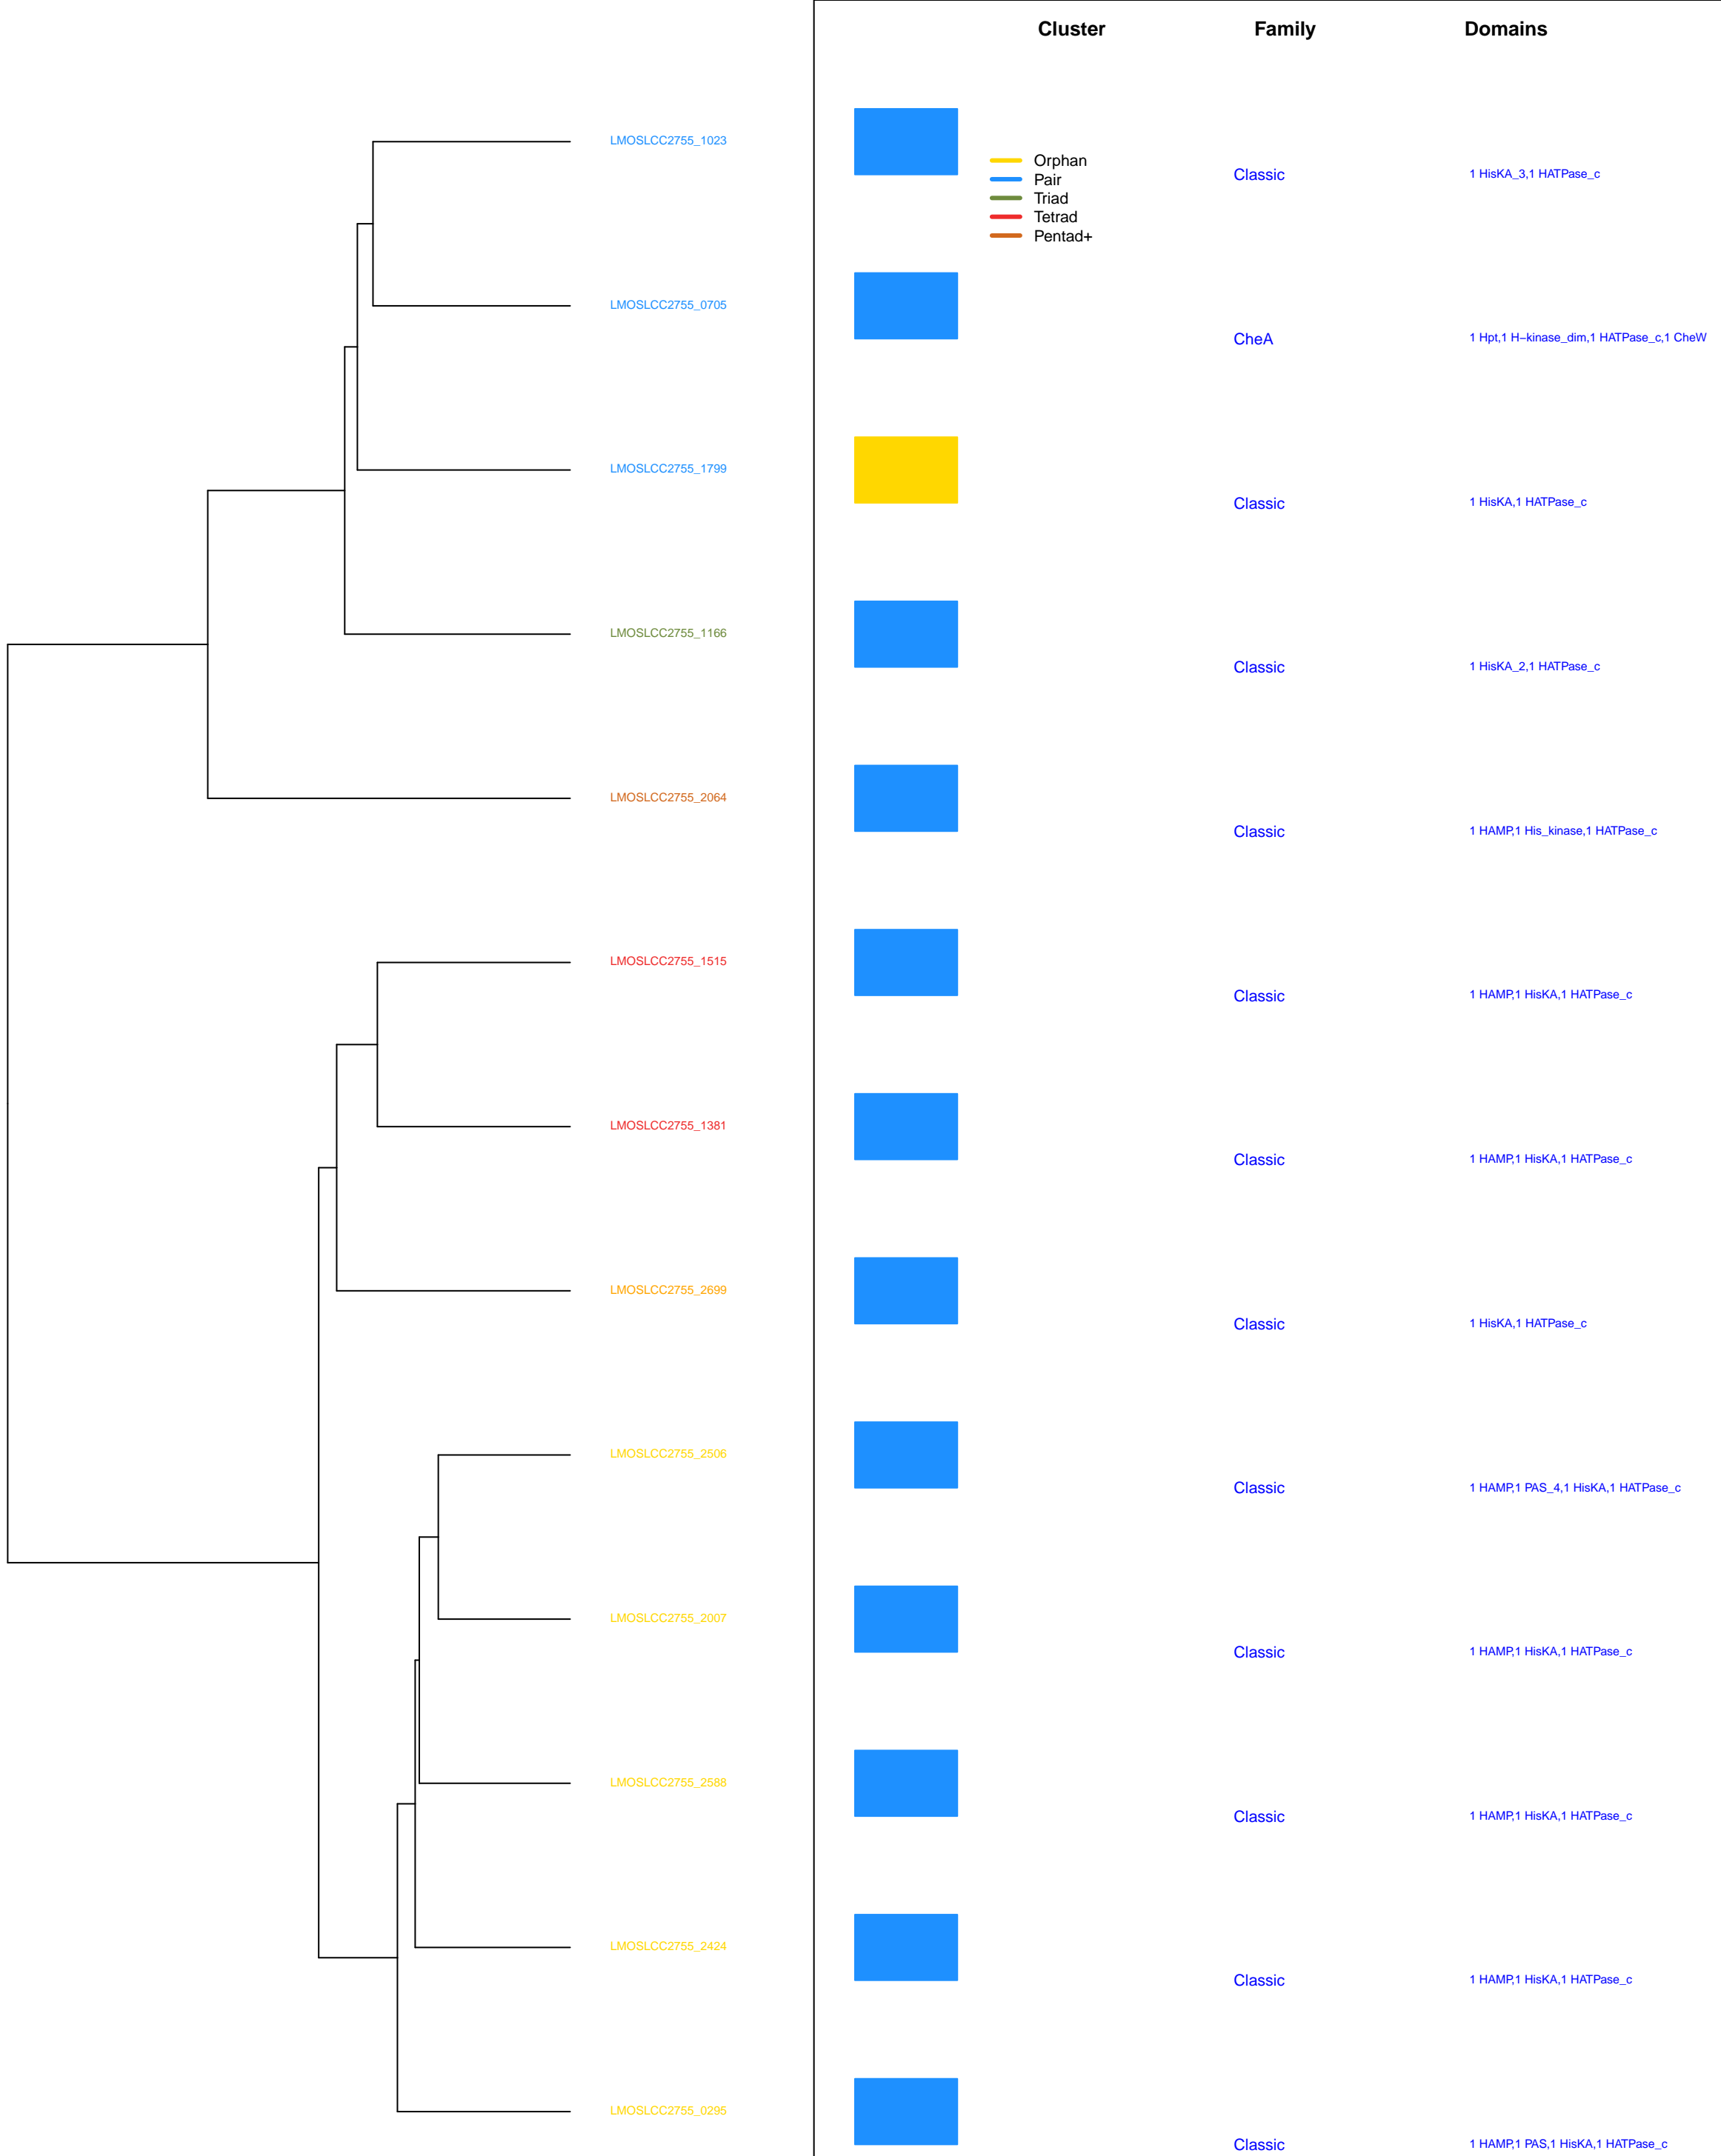 Cluster Family Domains
LMOSLCC2755_1023
Orphan
Pair
Triad
Tetrad
Pentad+
Classic 1 HisKA_3,1 HATPase_c
LMOSLCC2755_0705
CheA 1 Hpt,1 H−kinase_dim,1 HATPase_c,1 CheW
LMOSLCC2755_1799
Classic 1 HisKA,1 HATPase_c
LMOSLCC2755_1166
Classic 1 HisKA_2,1 HATPase_c
LMOSLCC2755_2064
Classic 1 HAMP,1 His_kinase,1 HATPase_c
LMOSLCC2755_1515
Classic 1 HAMP,1 HisKA,1 HATPase_c
LMOSLCC2755_1381
Classic 1 HAMP,1 HisKA,1 HATPase_c
LMOSLCC2755_2699
Classic 1 HisKA,1 HATPase_c
LMOSLCC2755_2506
Classic 1 HAMP,1 PAS_4,1 HisKA,1 HATPase_c
LMOSLCC2755_2007
Classic 1 HAMP,1 HisKA,1 HATPase_c
LMOSLCC2755_2588
Classic 1 HAMP,1 HisKA,1 HATPase_c
LMOSLCC2755_2424
Classic 1 HAMP,1 HisKA,1 HATPase_c
LMOSLCC2755_0295
Classic 1 HAMP,1 PAS,1 HisKA,1 HATPase_c